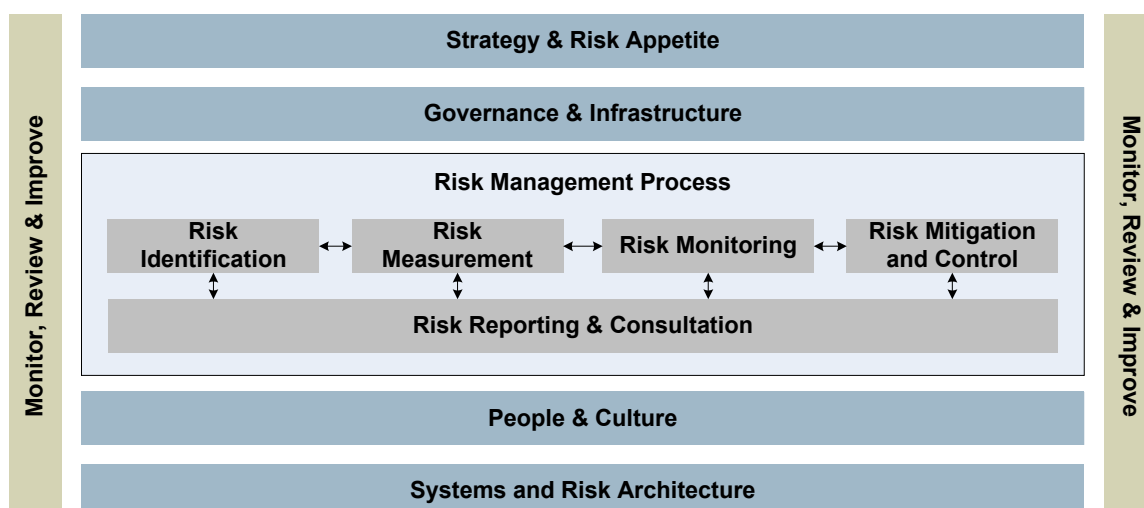 Monitor, Review & Improve
Strategy & Risk Appetite
Governance & Infrastructure
Risk Management Process
Risk
Identification
Risk
Measurement
Risk Monitoring
Risk Mitigation
and Control
Risk Reporting & Consultation
People & Culture
Systems and Risk Architecture
Monitor, Review & Improve